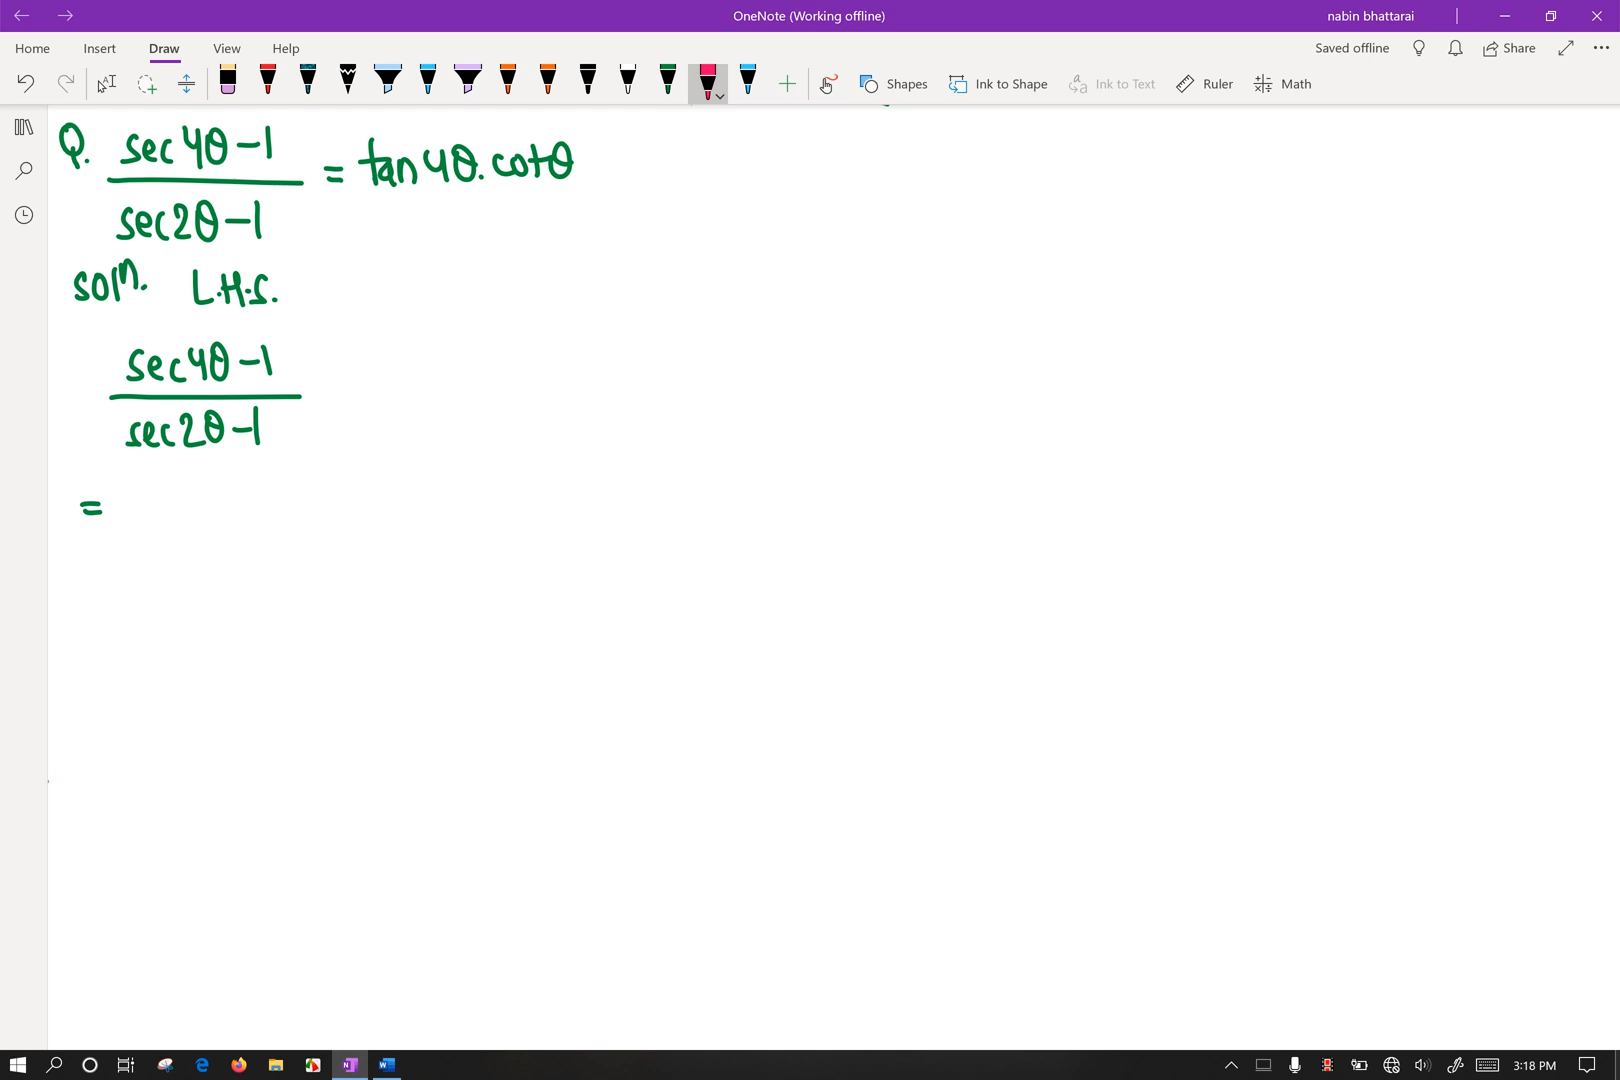 OneNote (Working offline)
nabin bhattarai
Home Insert Draw View Help
Saved offline Share
Shapes Ink to Shape Ink to Text Ruler Math
Q. sec4θ-1 / sec2θ-1 = tan4θ.cotθ
soln. L.H.S.
sec4θ-1
sec2θ-1
=
3:18 PM